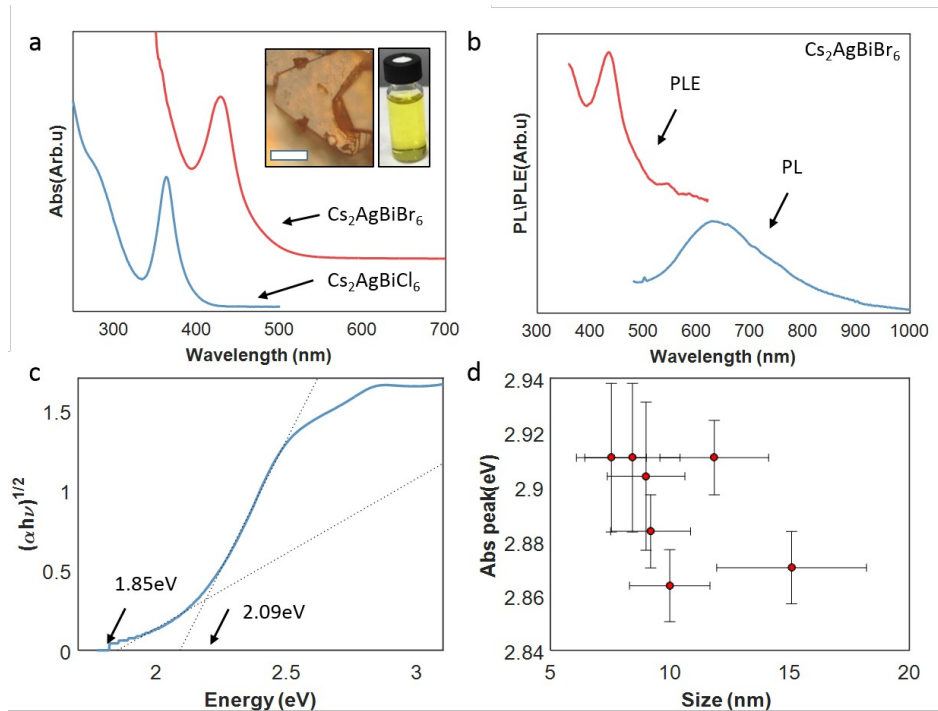 a
Abs(Arb.u)
Cs₂AgBiBr₆
Cs₂AgBiCl₆
300 400 500 600 700
Wavelength (nm)
b
Cs₂AgBiBr₆
PL\PLE(Arb.u)
PLE
PL
300 400 500 600 700 800 900 1000
Wavelength (nm)
c
(αhν)^1/2
1.5
1
0.5
0
1.85eV
2.09eV
2 2.5 3
Energy (eV)
d
Abs peak(eV)
2.94
2.92
2.9
2.88
2.86
2.84
5 10 15 20
Size (nm)